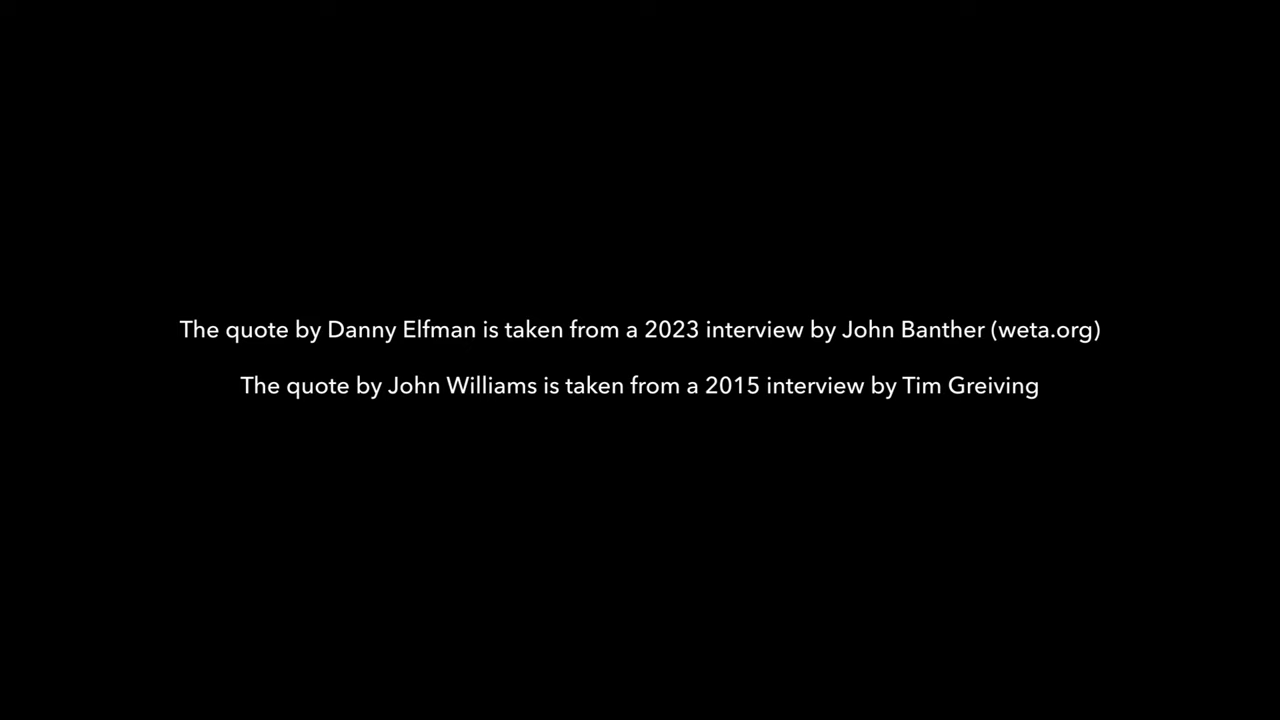 The quote by Danny Elfman is taken from a 2023 interview by John Banther (weta.org)
The quote by John Williams is taken from a 2015 interview by Tim Greiving